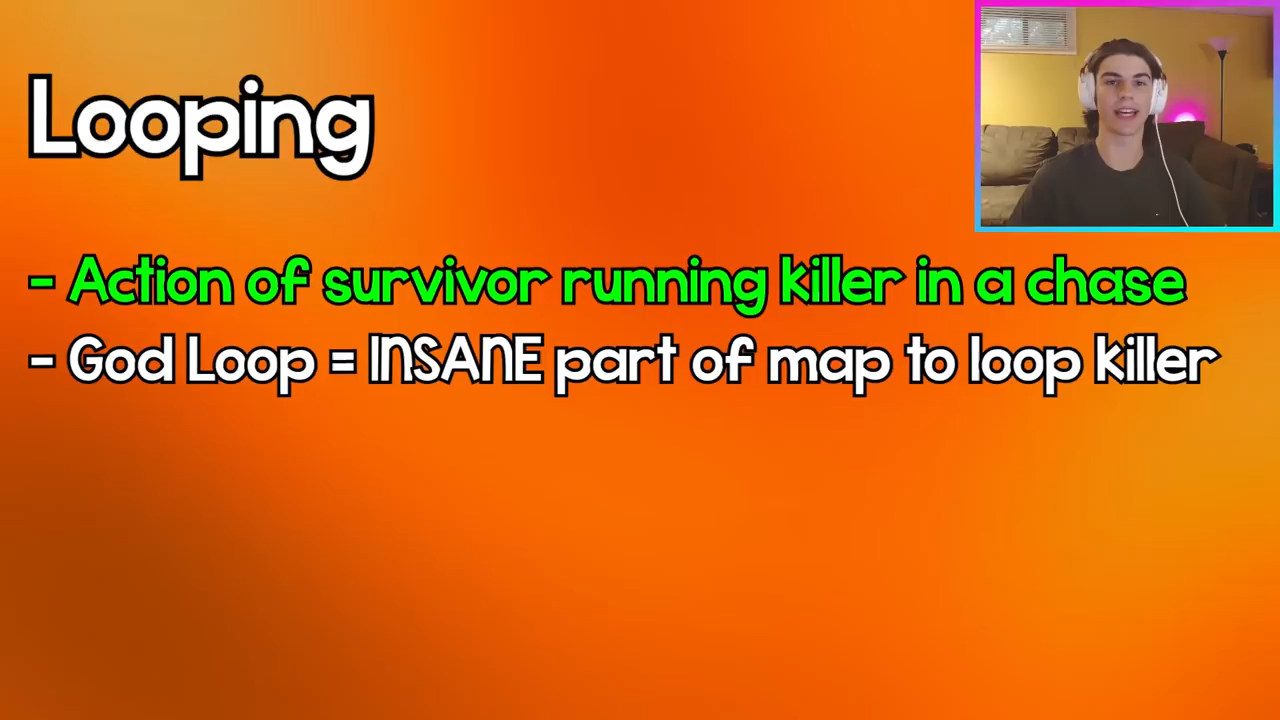 Looping
- Action of survivor running killer in a chase
- God Loop = INSANE part of map to loop killer